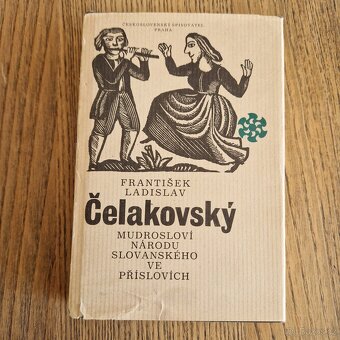 ČESKOSLOVENSKÝ SPISOVATEL
PRAHA
FRANTIŠEK
LADISLAV
Čelakovský
MUDROSLOVÍ
NÁRODU
SLOVANSKÉHO
VE
PŘÍSLOVÍCH